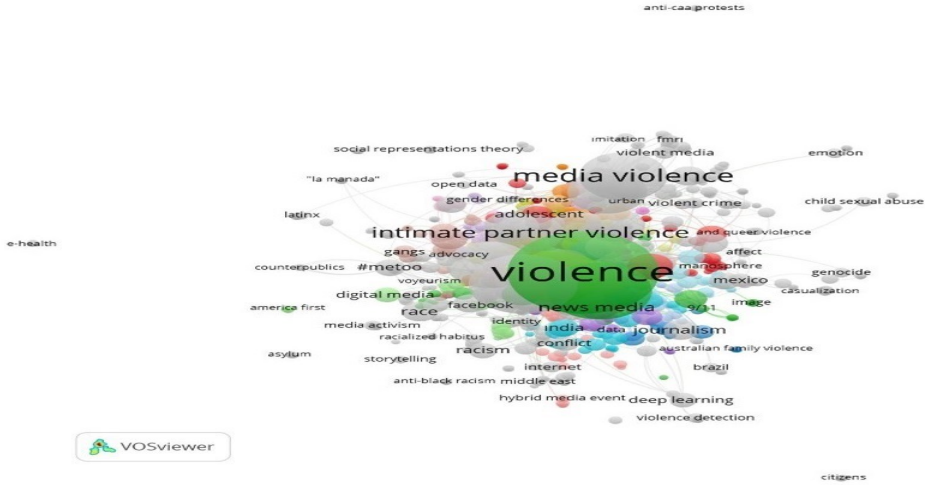 anti-caa protests
imitation fmri
social representations theory
violent media
emotion
"la manada"
media violence
open data
gender differences
urban violent crime
child sexual abuse
latinx
adolescent
intimate partner violence and queer violence
e-health
gangs advocacy
affect
counterpublics #metoo
violence manosphere
genocide
voyeurism
mexico
casualization
digital media
america first
facebook
news media 9/11
image
race
media activism
identity
india data journalism
racialized habitus
conflict
asylum
storytelling
racism
australian family violence
internet
brazil
anti-black racism middle east
hybrid media event deep learning
violence detection
VOSviewer
citizens